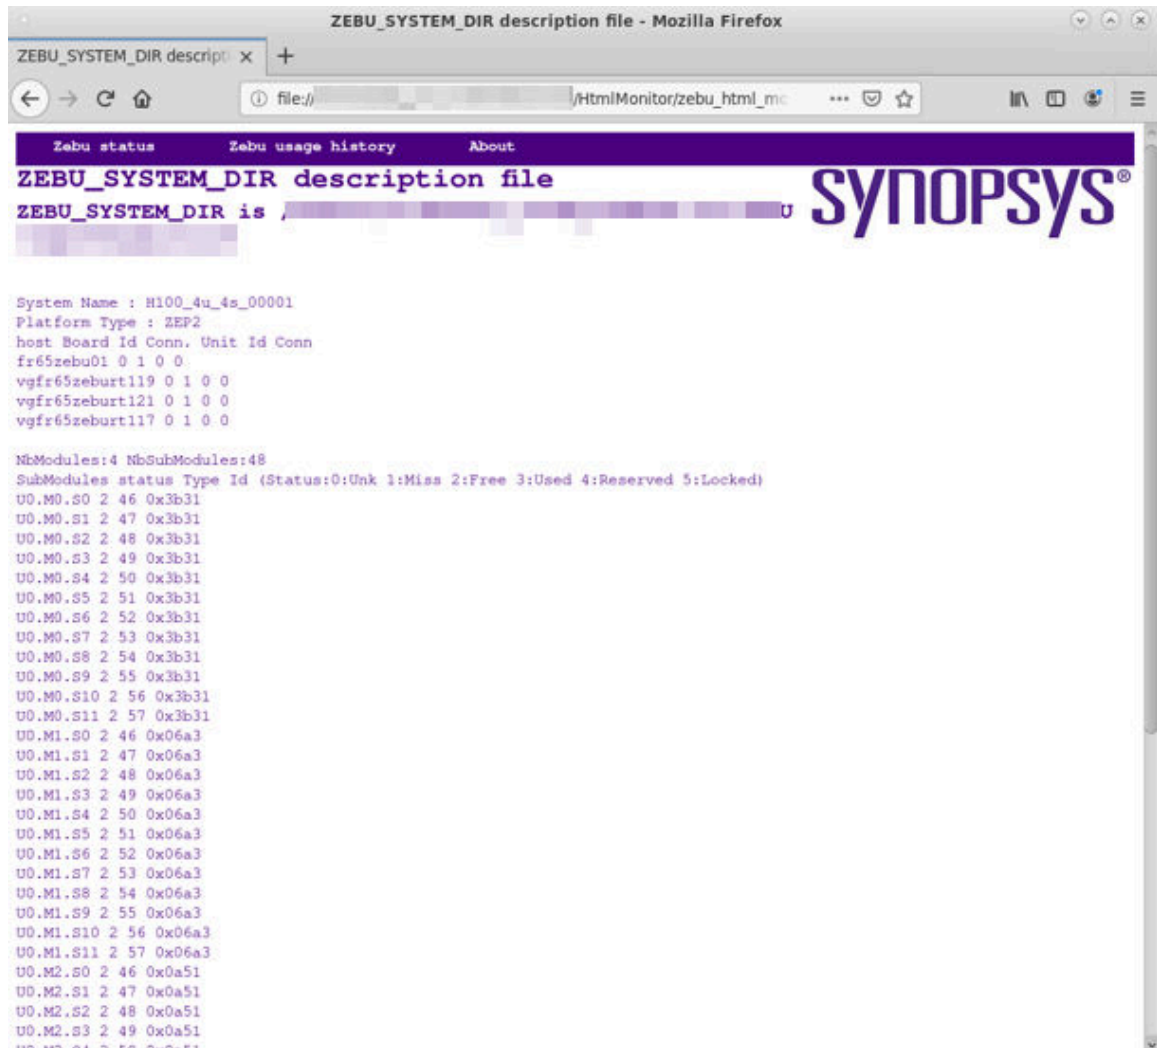 ZEBU_SYSTEM_DIR description file - Mozilla Firefox
ZEBU_SYSTEM_DIR descripti
file:// /HtmlMonitor/zebu_html_mo
Zebu status Zebu usage history About
ZEBU_SYSTEM_DIR description file
SYNOPSYS®
ZEBU_SYSTEM_DIR is / U
System Name : H100_4u_4s_00001
Platform Type : ZEP2
host Board Id Conn. Unit Id Conn
fr65zebu01 0 1 0 0
vgfr65zeburt119 0 1 0 0
vgfr65zeburt121 0 1 0 0
vgfr65zeburt117 0 1 0 0
NbModules:4 NbSubModules:48
SubModules status Type Id (Status:0:Unk 1:Miss 2:Free 3:Used 4:Reserved 5:Locked)
U0.M0.S0 2 46 0x3b31
U0.M0.S1 2 47 0x3b31
U0.M0.S2 2 48 0x3b31
U0.M0.S3 2 49 0x3b31
U0.M0.S4 2 50 0x3b31
U0.M0.S5 2 51 0x3b31
U0.M0.S6 2 52 0x3b31
U0.M0.S7 2 53 0x3b31
U0.M0.S8 2 54 0x3b31
U0.M0.S9 2 55 0x3b31
U0.M0.S10 2 56 0x3b31
U0.M0.S11 2 57 0x3b31
U0.M1.S0 2 46 0x06a3
U0.M1.S1 2 47 0x06a3
U0.M1.S2 2 48 0x06a3
U0.M1.S3 2 49 0x06a3
U0.M1.S4 2 50 0x06a3
U0.M1.S5 2 51 0x06a3
U0.M1.S6 2 52 0x06a3
U0.M1.S7 2 53 0x06a3
U0.M1.S8 2 54 0x06a3
U0.M1.S9 2 55 0x06a3
U0.M1.S10 2 56 0x06a3
U0.M1.S11 2 57 0x06a3
U0.M2.S0 2 46 0x0a51
U0.M2.S1 2 47 0x0a51
U0.M2.S2 2 48 0x0a51
U0.M2.S3 2 49 0x0a51